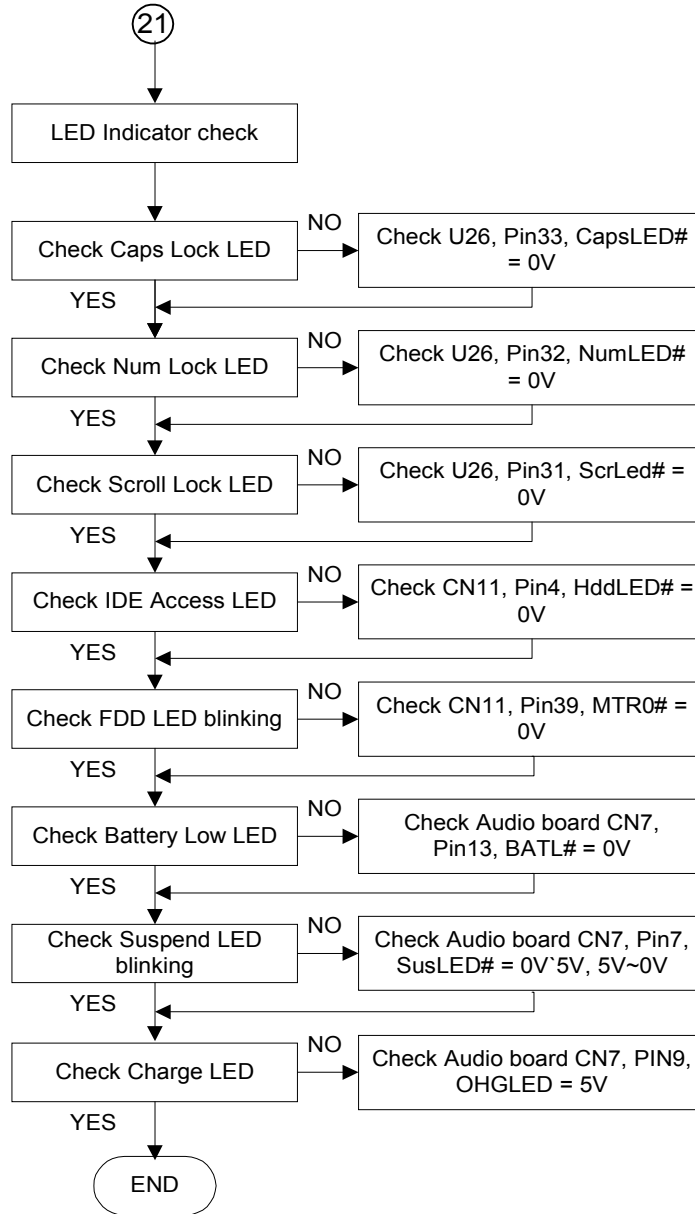 21
LED Indicator check
Check Caps Lock LED
NO
Check U26, Pin33, CapsLED#
= 0V
YES
Check Num Lock LED
NO
Check U26, Pin32, NumLED#
= 0V
YES
Check Scroll Lock LED
NO
Check U26, Pin31, ScrLed# =
0V
YES
Check IDE Access LED
NO
Check CN11, Pin4, HddLED# =
0V
YES
Check FDD LED blinking
NO
Check CN11, Pin39, MTR0# =
0V
YES
Check Battery Low LED
NO
Check Audio board CN7,
Pin13, BATL# = 0V
YES
Check Suspend LED
blinking
NO
Check Audio board CN7, Pin7,
SusLED# = 0V`5V, 5V~0V
YES
Check Charge LED
NO
Check Audio board CN7, PIN9,
OHGLED = 5V
YES
END